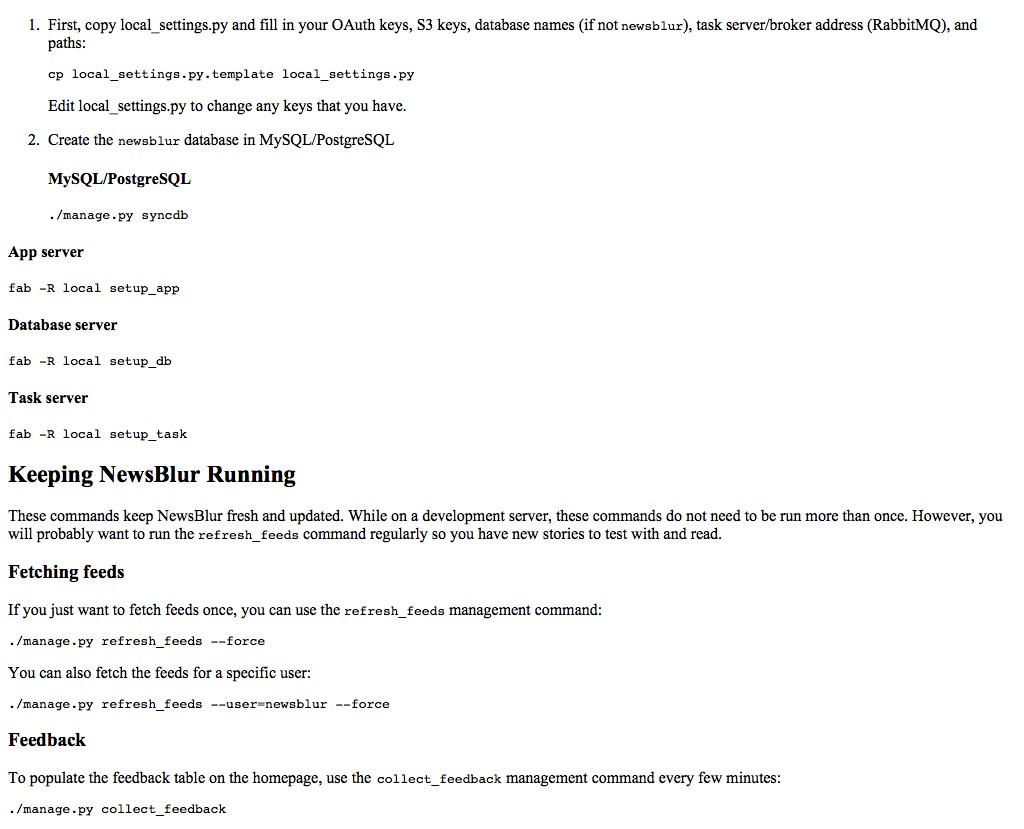 1. First, copy local_settings.py and fill in your OAuth keys, S3 keys, database names (if not newsblur), task server/broker address (RabbitMQ), and
paths:
cp local_settings.py.template local_settings.py
Edit local_settings.py to change any keys that you have.
2. Create the newsblur database in MySQL/PostgreSQL
MySQL/PostgreSQL
./manage.py syncdb
App server
fab -R local setup_app
Database server
fab -R local setup_db
Task server
fab -R local setup_task
Keeping NewsBlur Running
These commands keep NewsBlur fresh and updated. While on a development server, these commands do not need to be run more than once. However, you
will probably want to run the refresh_feeds command regularly so you have new stories to test with and read.
Fetching feeds
If you just want to fetch feeds once, you can use the refresh_feeds management command:
./manage.py refresh_feeds --force
You can also fetch the feeds for a specific user:
./manage.py refresh_feeds --user=newsblur --force
Feedback
To populate the feedback table on the homepage, use the collect_feedback management command every few minutes:
./manage.py collect_feedback